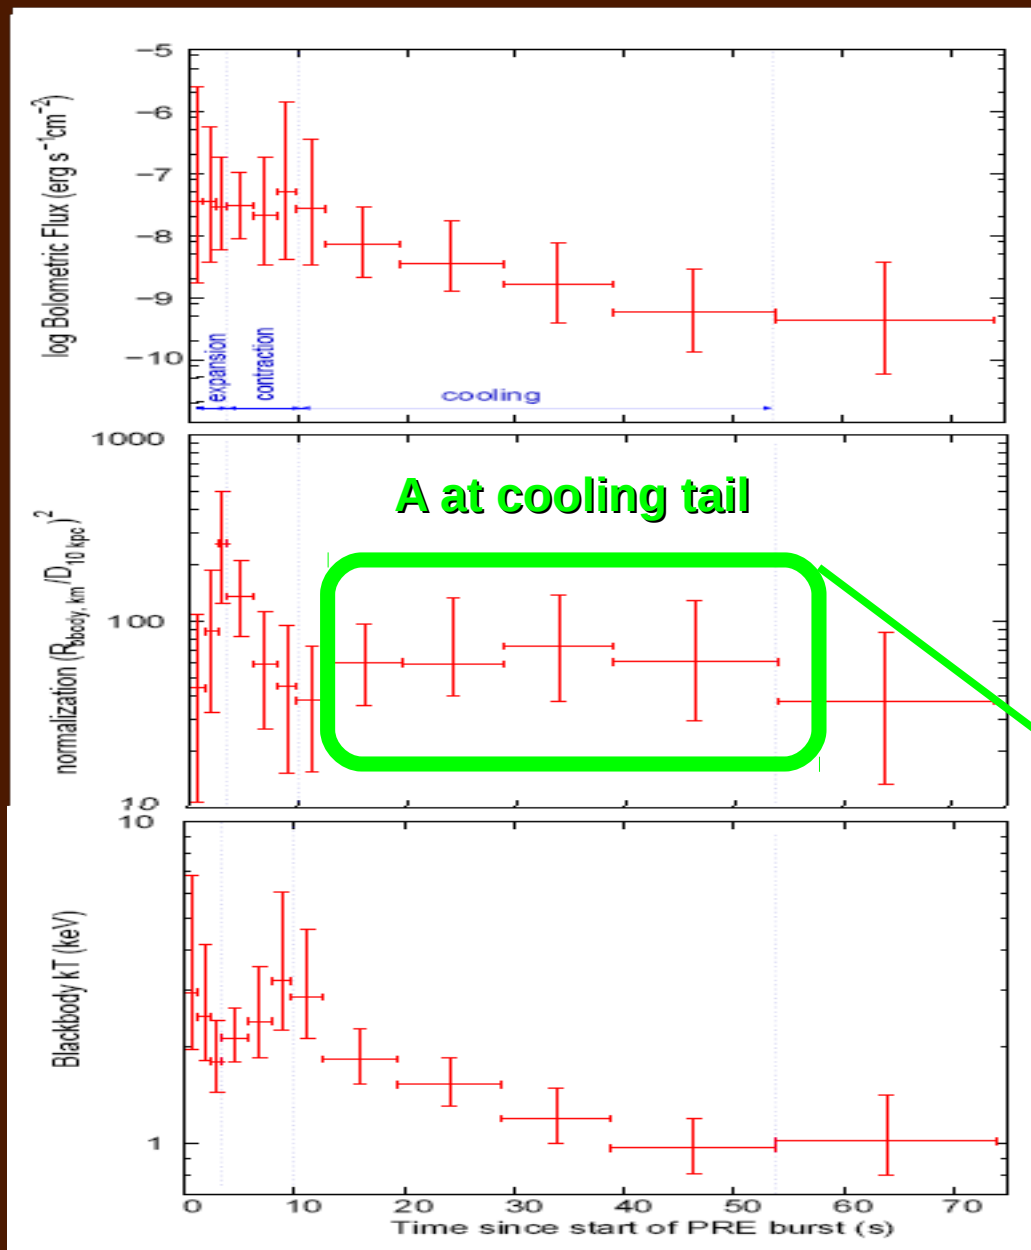 log Bolometric Flux (erg s⁻¹cm⁻²)
−5
−6
−7
−8
−9
−10
expansion
contraction
cooling
normalization (R_bbody, km/D_10 kpc)²
1000
100
10
A at cooling tail
Blackbody kT (keV)
10
1
0 10 20 30 40 50 60 70
Time since start of PRE burst (s)